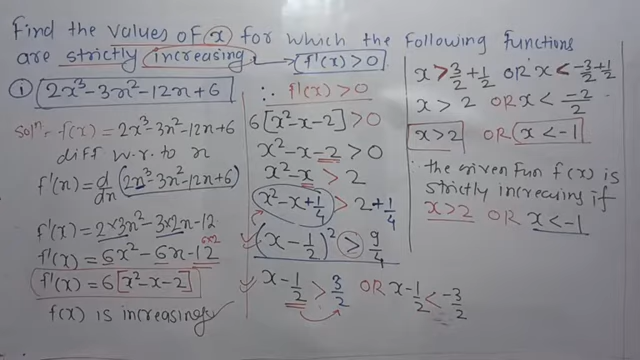 Find the values of x for which the following functions
are strictly increasing. → f'(x) > 0
i) 2x³-3x²-12x+6
Solⁿ - f(x) = 2x³-3x²-12x+6
diff w.r.to x
f'(x) = d/dx (2x³-3x²-12x+6)
f'(x) = 2×3x²-3×2x-12
f'(x) = 6x²-6x-12 6×2
f'(x) = 6[x²-x-2]
f(x) is increasing
∴ f'(x) > 0
6[x²-x-2] > 0
x²-x-2 > 0
x²-x > 2
x²-x+1/4 > 2+1/4
(x-1/2)² > 9/4
x-1/2 > 3/2 OR x-1/2 < -3/2
x > 3/2+1/2 OR x < -3/2+1/2
x > 2 OR x < -2/2
x > 2 OR x < -1
∴ the given Fun f(x) is
strictly increasing if
x > 2 OR x < -1